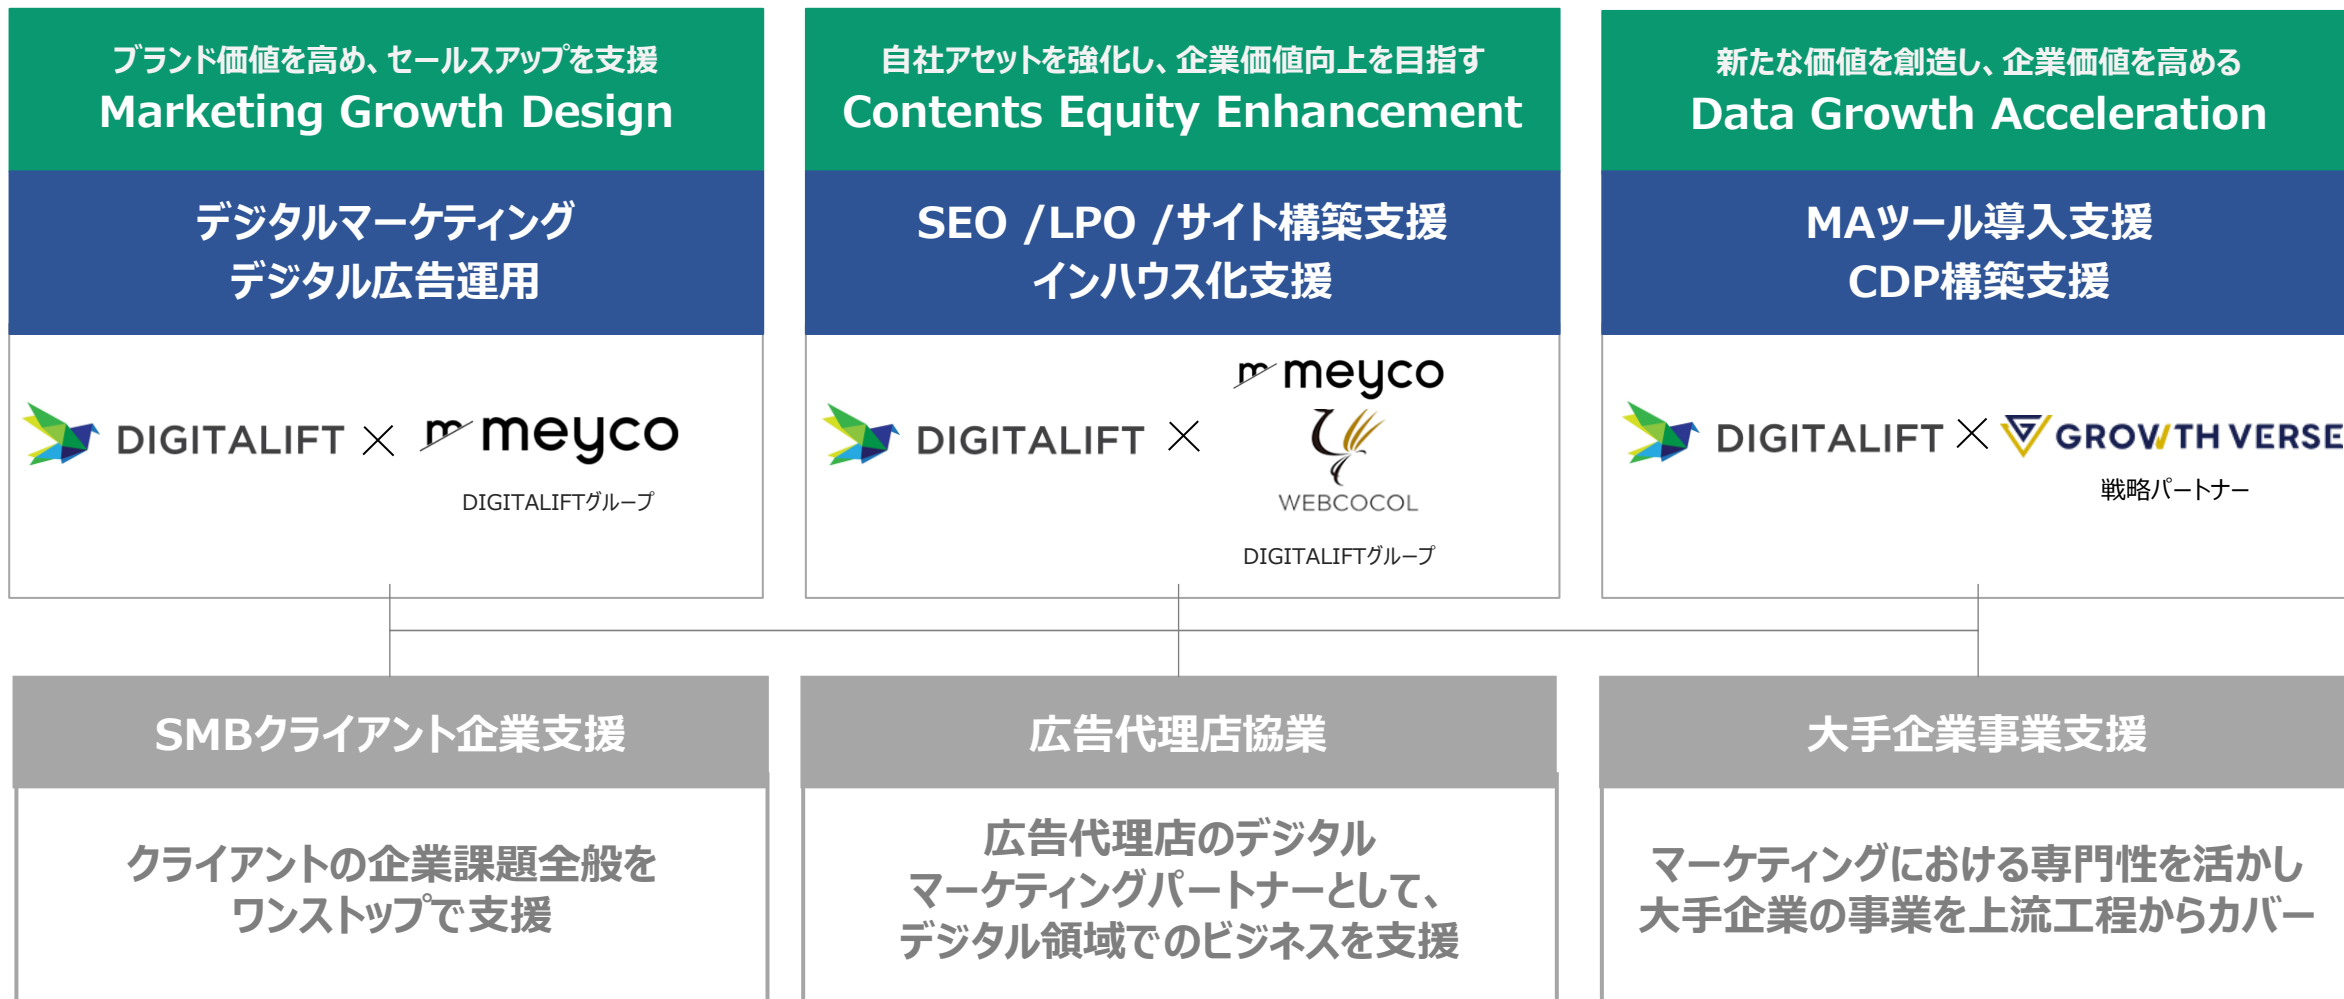 ブランド価値を高め、セールスアップを支援
Marketing Growth Design
デジタルマーケティング
デジタル広告運用
DIGITALIFT × m meyco
DIGITALIFTグループ
自社アセットを強化し、企業価値向上を目指す
Contents Equity Enhancement
SEO /LPO /サイト構築支援
インハウス化支援
m meyco
DIGITALIFT ×
WEBCOCOL
DIGITALIFTグループ
新たな価値を創造し、企業価値を高める
Data Growth Acceleration
MAツール導入支援
CDP構築支援
DIGITALIFT × GROWTH VERSE
戦略パートナー
SMBクライアント企業支援
クライアントの企業課題全般を
ワンストップで支援
広告代理店協業
広告代理店のデジタル
マーケティングパートナーとして、
デジタル領域でのビジネスを支援
大手企業事業支援
マーケティングにおける専門性を活かし
大手企業の事業を上流工程からカバー